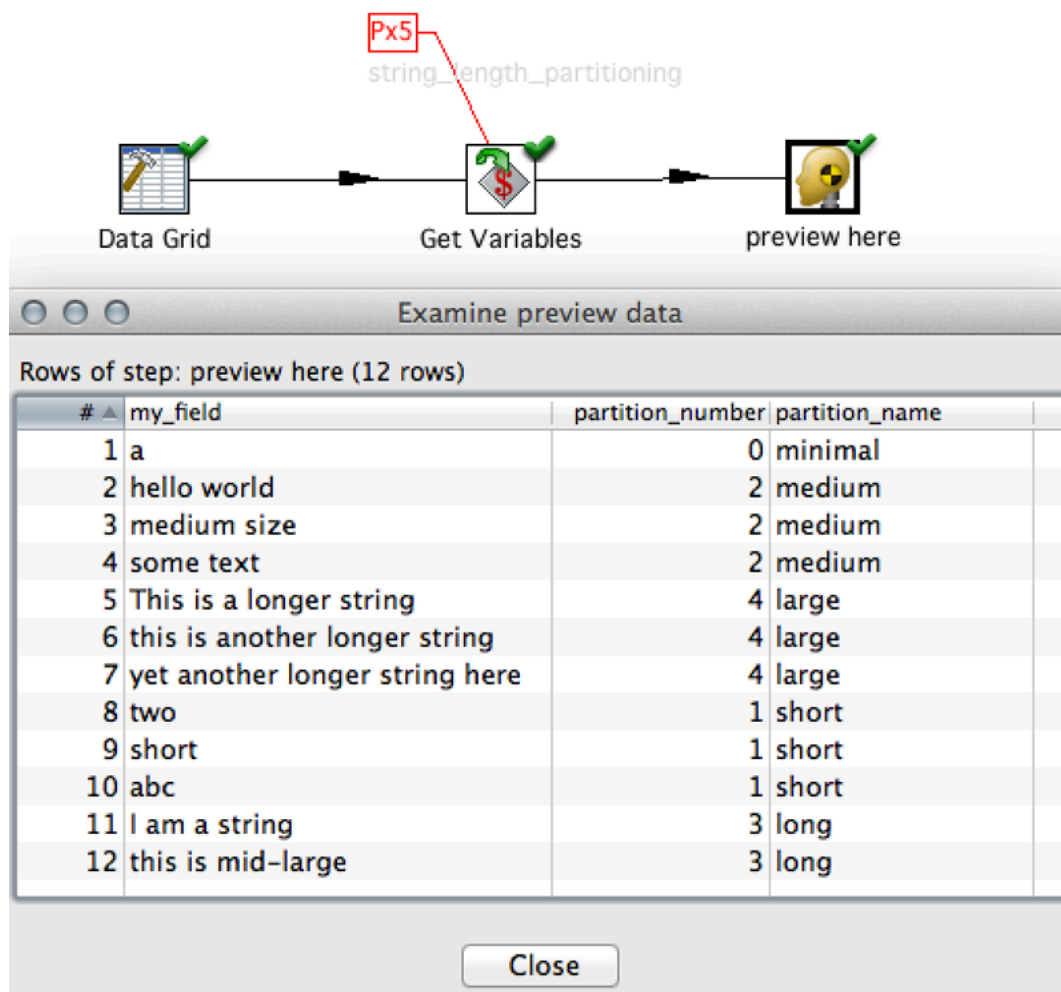 Px5
string_length_partitioning
Data Grid
Get Variables
preview here
Examine preview data
Rows of step: preview here (12 rows)
# my_field partition_number partition_name
1 a 0 minimal
2 hello world 2 medium
3 medium size 2 medium
4 some text 2 medium
5 This is a longer string 4 large
6 this is another longer string 4 large
7 yet another longer string here 4 large
8 two 1 short
9 short 1 short
10 abc 1 short
11 I am a string 3 long
12 this is mid-large 3 long
Close